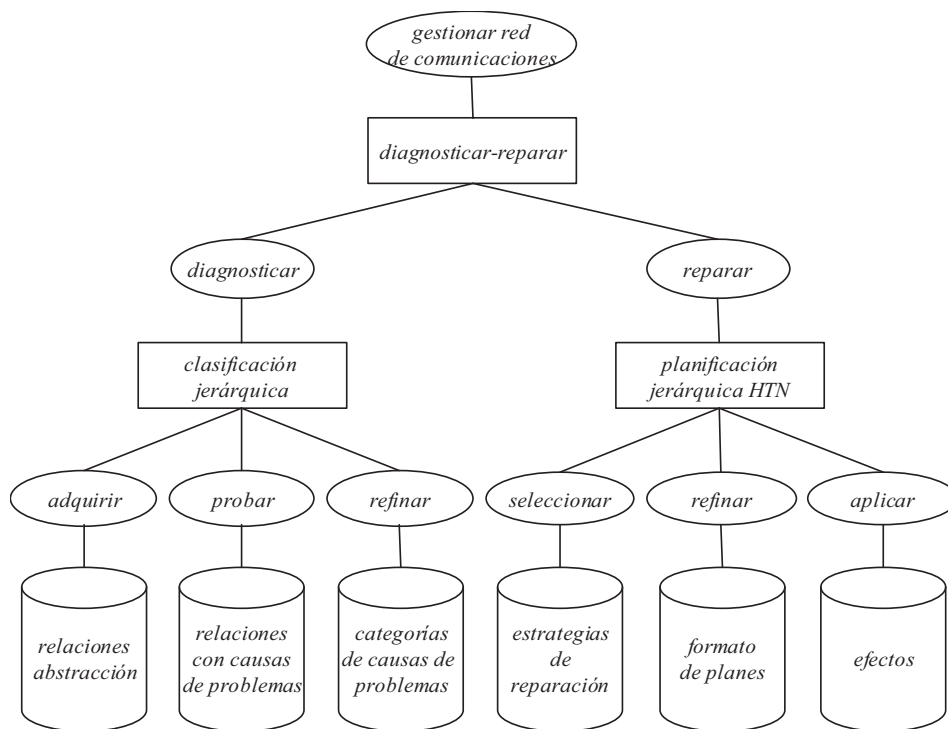 gestionar red
de comunicaciones
diagnosticar-reparar
diagnosticar
reparar
clasificación
jerárquica
planificación
jerárquica HTN
adquirir
probar
refinar
seleccionar
refinar
aplicar
relaciones
abstracción
relaciones
con causas
de problemas
categorías
de causas de
problemas
estrategias
de
reparación
formato
de planes
efectos